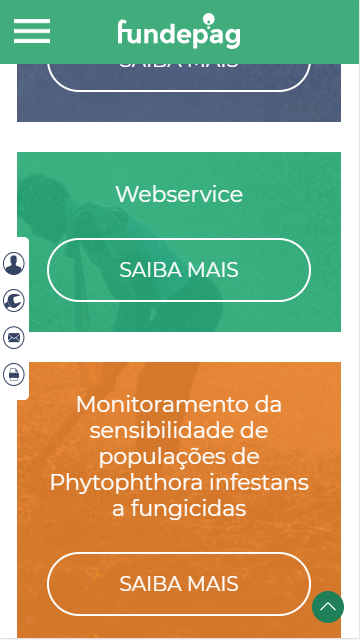 fundepag
SAIBA MAIS
Webservice
SAIBA MAIS
Monitoramento da
sensibilidade de
populações de
Phytophthora infestans
a fungicidas
SAIBA MAIS